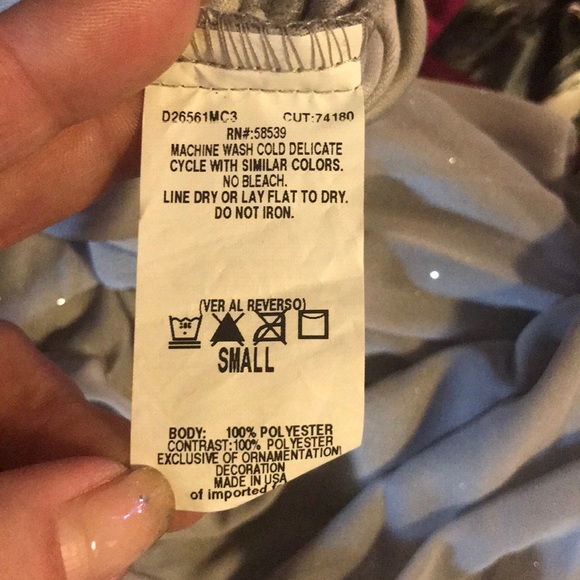 D26561MC3 CUT:74180
RN#:58539
MACHINE WASH COLD DELICATE
CYCLE WITH SIMILAR COLORS.
NO BLEACH.
LINE DRY OR LAY FLAT TO DRY.
DO NOT IRON.
(VER AL REVERSO)
SMALL
BODY: 100% POLYESTER
CONTRAST:100% POLYESTER
EXCLUSIVE OF ORNAMENTATION
DECORATION
MADE IN USA
of imported